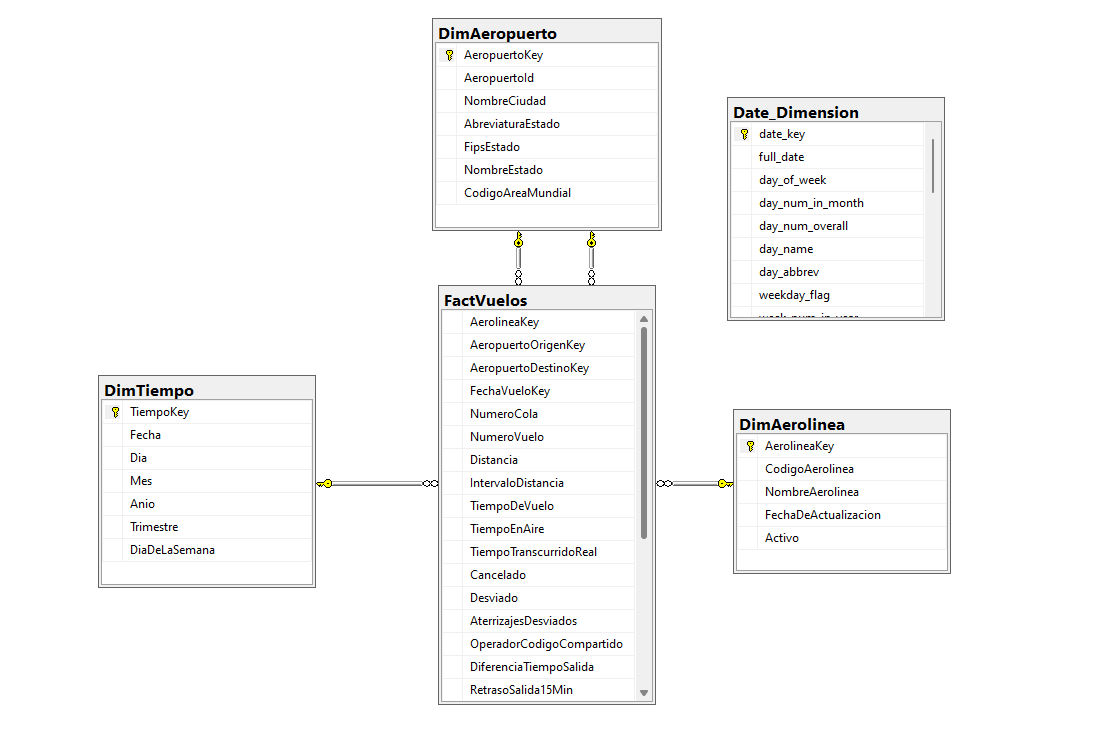 DimAeropuerto
AeropuertoKey
AeropuertoId
NombreCiudad
AbreviaturaEstado
FipsEstado
NombreEstado
CodigoAreaMundial
Date_Dimension
date_key
full_date
day_of_week
day_num_in_month
day_num_overall
day_name
day_abbrev
weekday_flag
FactVuelos
AerolineaKey
AeropuertoOrigenKey
AeropuertoDestinoKey
FechaVueloKey
NumeroCola
NumeroVuelo
Distancia
IntervaloDistancia
TiempoDeVuelo
TiempoEnAire
TiempoTranscurridoReal
Cancelado
Desviado
AterrizajesDesviados
OperadorCodigoCompartido
DiferenciaTiempoSalida
RetrasoSalida15Min
DimTiempo
TiempoKey
Fecha
Dia
Mes
Anio
Trimestre
DiaDeLaSemana
DimAerolinea
AerolineaKey
CodigoAerolinea
NombreAerolinea
FechaDeActualizacion
Activo